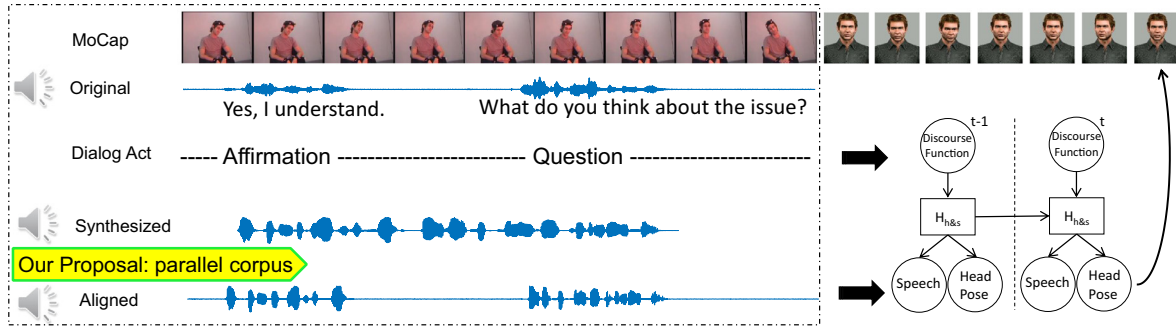 MoCap
Original
Yes, I understand.
What do you think about the issue?
Dialog Act
----- Affirmation ----------------------- Question -----------------------
Synthesized
Our Proposal: parallel corpus
Aligned
t-1
Discourse
Function
t
Discourse
Function
H h&s
H h&s
Speech
Head
Pose
Speech
Head
Pose